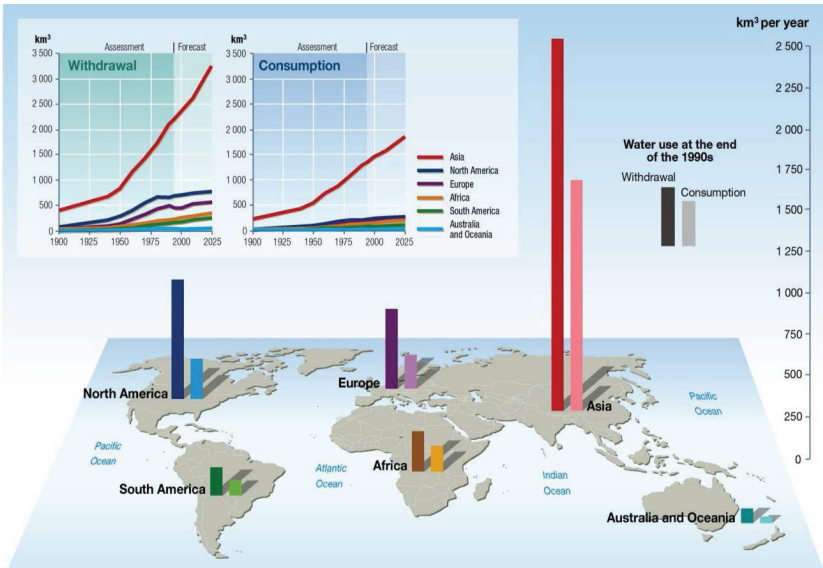 km³ per year
km³
Assessment | Forecast
Withdrawal
3 500
3 000
2 500
2 000
1 500
1 000
500
0
1900 1925 1950 1975 2000 2025
km³
Assessment | Forecast
Consumption
3 500
3 000
2 500
2 000
1 500
1 000
500
0
1900 1925 1950 1975 2000 2025
Asia
North America
Europe
Africa
South America
Australia
and Oceania
Water use at the end
of the 1990s
Withdrawal
Consumption
2 500
2 250
2 000
1 750
1 500
1 250
1 000
750
500
250
0
North America
Europe
Asia
Pacific
Ocean
Pacific
Ocean
Atlantic
Ocean
Africa
Indian
Ocean
South America
Australia and Oceania